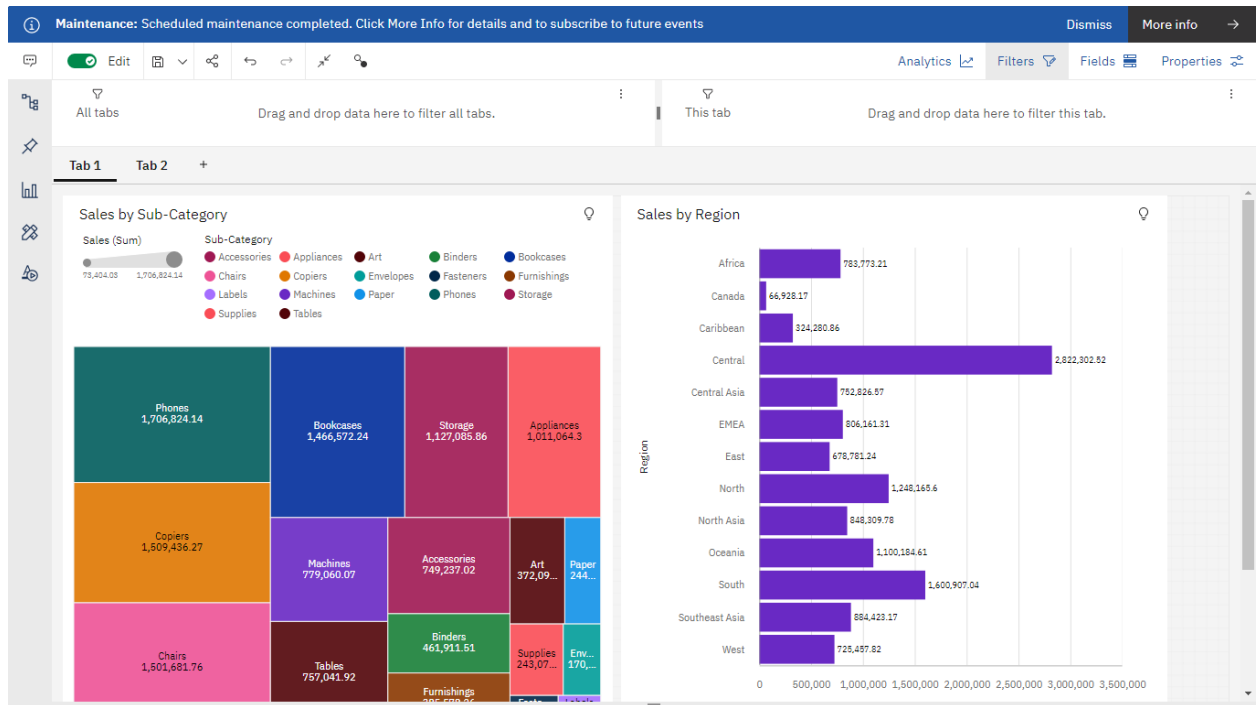 Maintenance: Scheduled maintenance completed. Click More Info for details and to subscribe to future events
Dismiss
More info
Edit
Analytics
Filters
Fields
Properties
All tabs
Drag and drop data here to filter all tabs.
This tab
Drag and drop data here to filter this tab.
Tab 1
Tab 2
+
Sales by Sub-Category
Sales (Sum)
73,404.03 1,706,824.14
Sub-Category
Accessories Appliances Art Binders Bookcases
Chairs Copiers Envelopes Fasteners Furnishings
Labels Machines Paper Phones Storage
Supplies Tables
Phones
1,706,824.14
Bookcases
1,466,572.24
Storage
1,127,085.86
Appliances
1,011,064.3
Copiers
1,509,436.27
Machines
779,060.07
Accessories
749,237.02
Art
372,09...
Paper
244...
Chairs
1,501,681.76
Tables
757,041.92
Binders
461,911.51
Supplies
243,07...
Env...
170,...
Furnishings
Sales by Region
Region
Africa 783,773.21
Canada 66,928.17
Caribbean 324,280.86
Central 2,822,302.52
Central Asia 752,826.57
EMEA 806,161.31
East 678,781.24
North 1,248,165.6
North Asia 848,309.78
Oceania 1,100,184.61
South 1,600,907.04
Southeast Asia 884,423.17
West 725,457.82
0 500,000 1,000,000 1,500,000 2,000,000 2,500,000 3,000,000 3,500,000